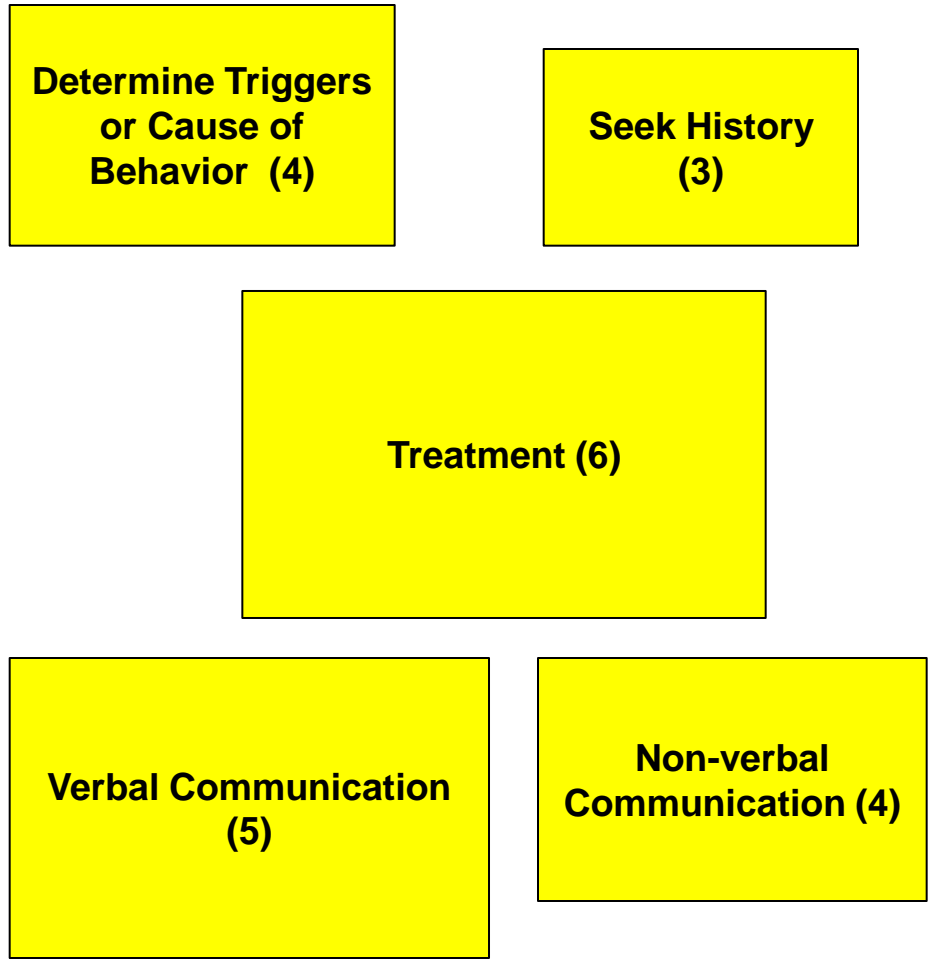 Determine Triggers
or Cause of
Behavior (4)
Seek History
(3)
Treatment (6)
Verbal Communication
(5)
Non-verbal
Communication (4)